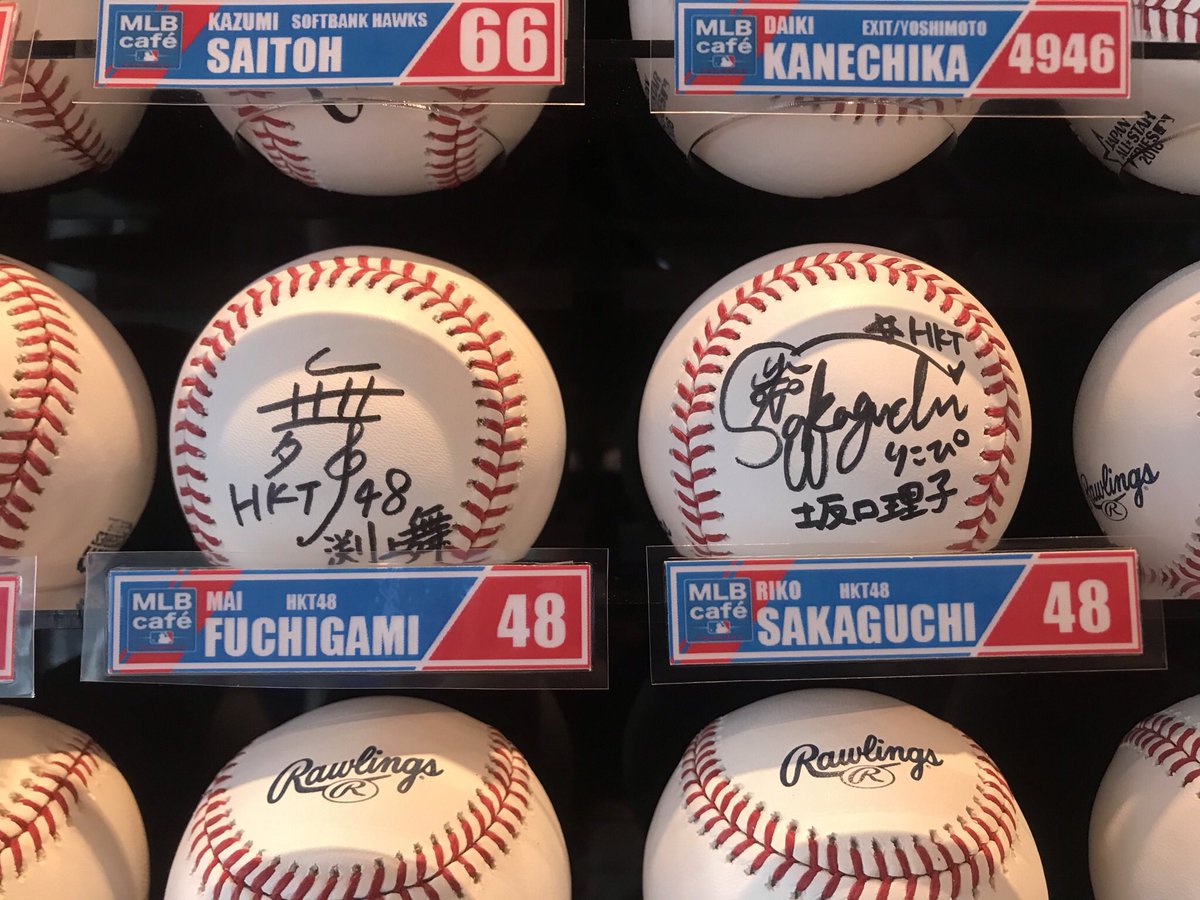 MLB café
KAZUMI SOFTBANK HAWKS
SAITOH
66
MLB café
DAIKI EXIT/YOSHIMOTO
KANECHIKA
4946
JAPAN
ALL-STAR
2018
舞
HKT48
渕上舞
☆HKT
Sakaguchi
りこぴ
坂口理子
Rawlings
R
MLB café
MAI HKT48
FUCHIGAMI
48
MLB café
RIKO HKT48
SAKAGUCHI
48
Rawlings
R
Rawlings
R